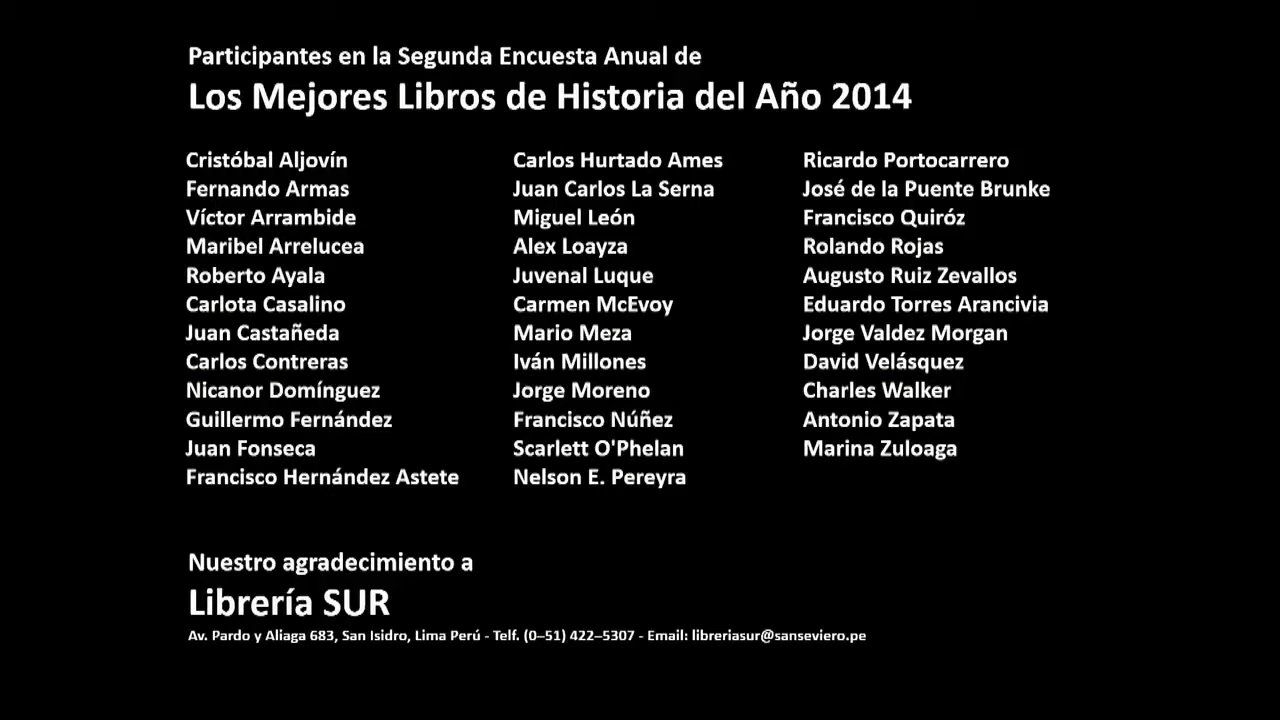 Participantes en la Segunda Encuesta Anual de
Los Mejores Libros de Historia del Año 2014
Cristóbal Aljovín
Fernando Armas
Víctor Arrambide
Maribel Arrelucea
Roberto Ayala
Carlota Casalino
Juan Castañeda
Carlos Contreras
Nicanor Domínguez
Guillermo Fernández
Juan Fonseca
Francisco Hernández Astete
Carlos Hurtado Ames
Juan Carlos La Serna
Miguel León
Alex Loayza
Juvenal Luque
Carmen McEvoy
Mario Meza
Iván Millones
Jorge Moreno
Francisco Núñez
Scarlett O'Phelan
Nelson E. Pereyra
Ricardo Portocarrero
José de la Puente Brunke
Francisco Quiróz
Rolando Rojas
Augusto Ruiz Zevallos
Eduardo Torres Arancivia
Jorge Valdez Morgan
David Velásquez
Charles Walker
Antonio Zapata
Marina Zuloaga
Nuestro agradecimiento a
Librería SUR
Av. Pardo y Aliaga 683, San Isidro, Lima Perú - Telf. (0–51) 422–5307 - Email: libreriasur@sanseviero.pe